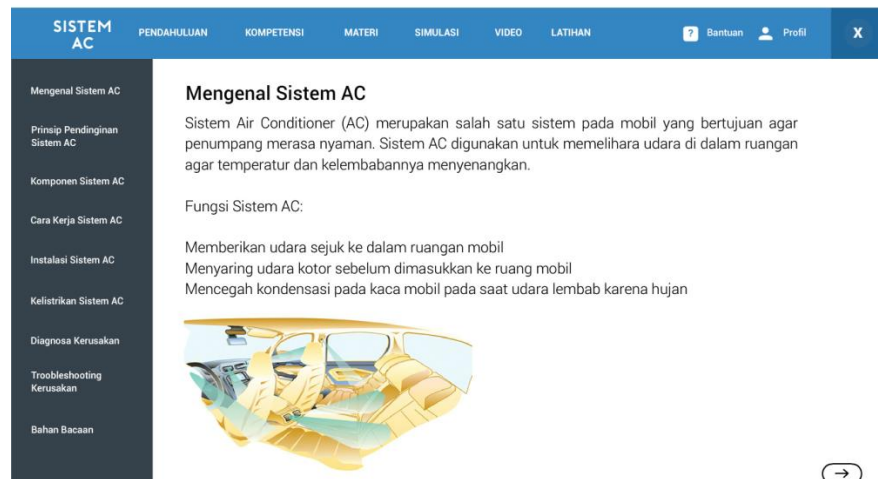 SISTEM
AC
PENDAHULUAN
KOMPETENSI
MATERI
SIMULASI
VIDEO
LATIHAN
? Bantuan
Profil
X
Mengenal Sistem AC
Prinsip Pendinginan
Sistem AC
Komponen Sistem AC
Cara Kerja Sistem AC
Instalasi Sistem AC
Kelistrikan Sistem AC
Diagnosa Kerusakan
Troobleshooting
Kerusakan
Bahan Bacaan
Mengenal Sistem AC
Sistem Air Conditioner (AC) merupakan salah satu sistem pada mobil yang bertujuan agar
penumpang merasa nyaman. Sistem AC digunakan untuk memelihara udara di dalam ruangan
agar temperatur dan kelembabannya menyenangkan.
Fungsi Sistem AC:
Memberikan udara sejuk ke dalam ruangan mobil
Menyaring udara kotor sebelum dimasukkan ke ruang mobil
Mencegah kondensasi pada kaca mobil pada saat udara lembab karena hujan